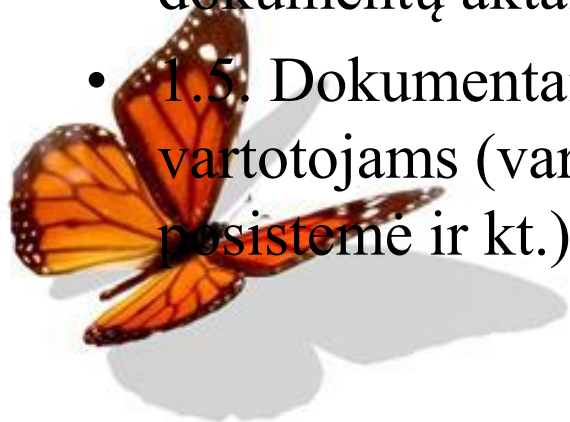 dokumentų akta
• 1.5. Dokumenta
vartotojams (var
posistemė ir kt.)